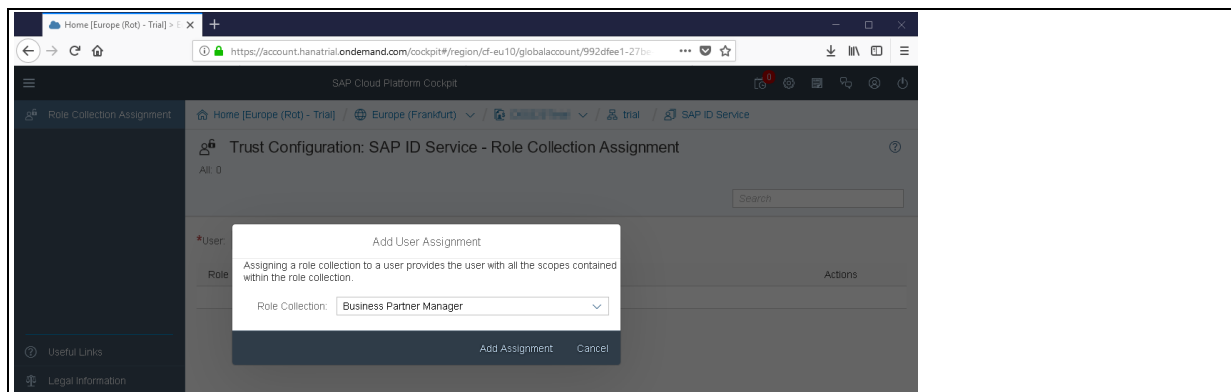 Home [Europe (Rot) - Trial] > E
https://account.hanatrial.ondemand.com/cockpit#/region/cf-eu10/globalaccount/992dfee1-27be
SAP Cloud Platform Cockpit
0
Role Collection Assignment
Home [Europe (Rot) - Trial] / Europe (Frankfurt) / / trial / SAP ID Service
Trust Configuration: SAP ID Service - Role Collection Assignment
All: 0
Search
*User:
Add User Assignment
Role
Actions
Assigning a role collection to a user provides the user with all the scopes contained
within the role collection.
Role Collection: Business Partner Manager
Add Assignment Cancel
Useful Links
Legal Information